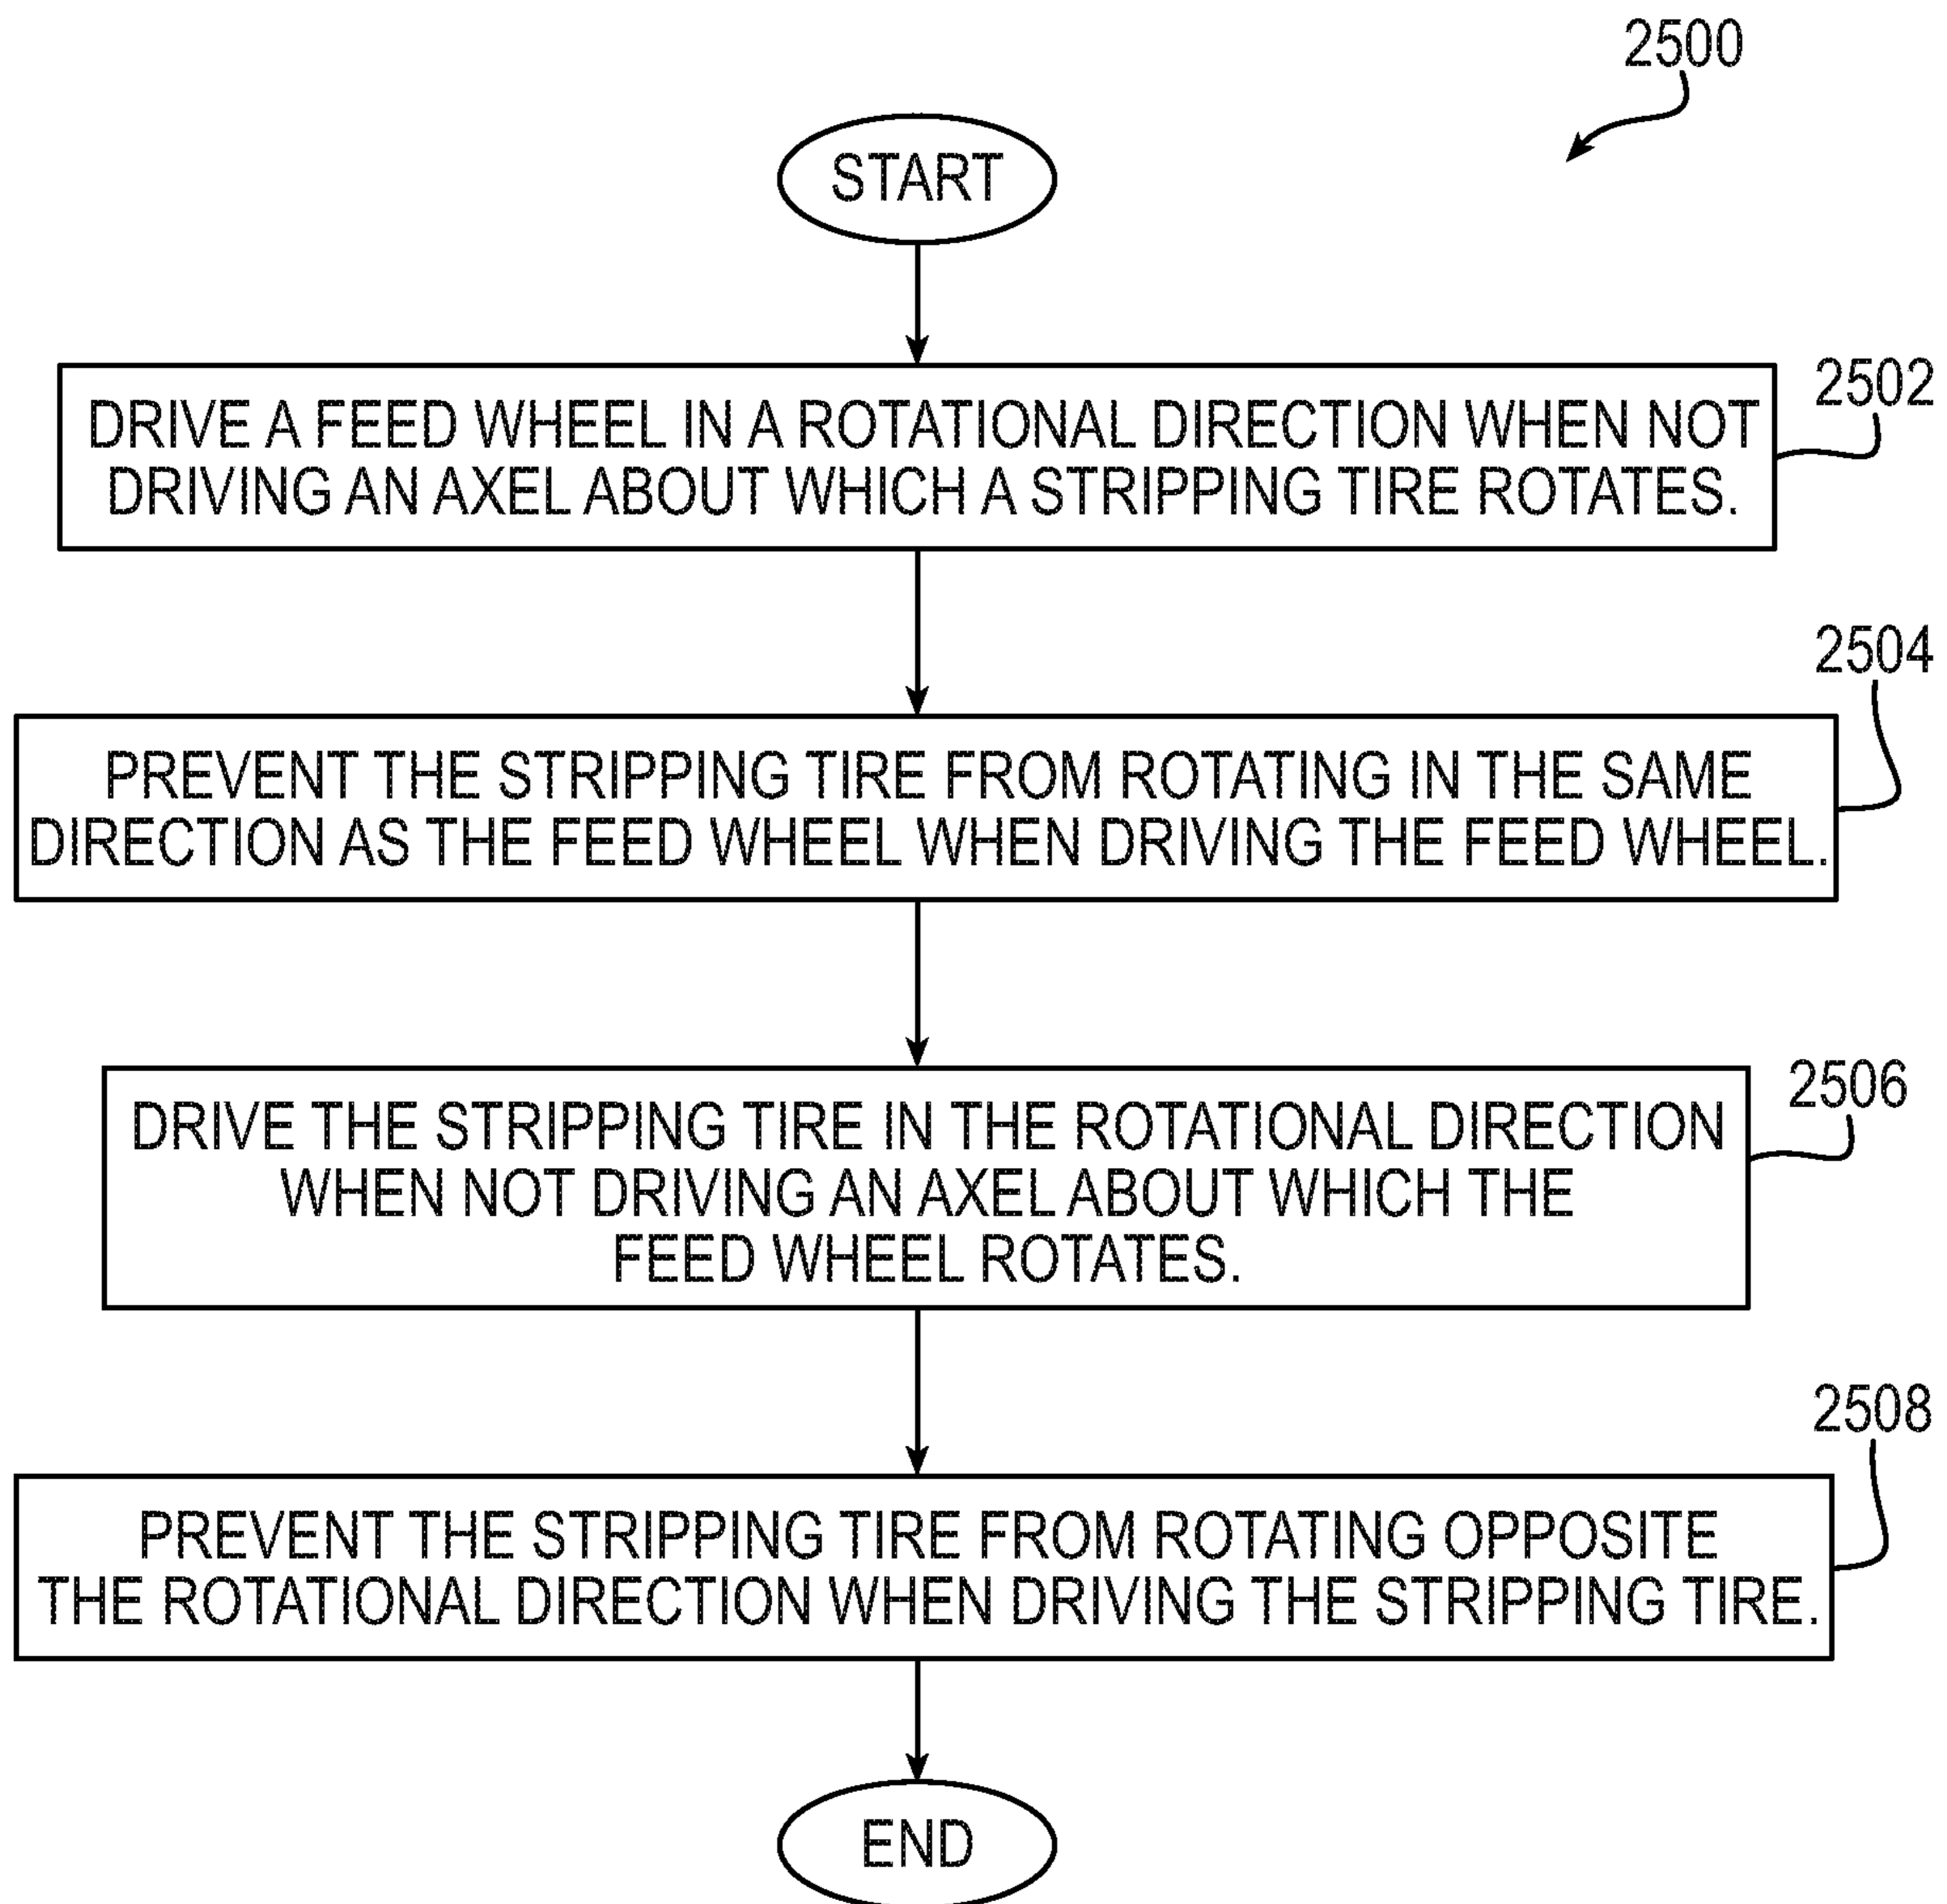 2500
START
2502
DRIVE A FEED WHEEL IN A ROTATIONAL DIRECTION WHEN NOT
DRIVING AN AXEL ABOUT WHICH A STRIPPING TIRE ROTATES.
2504
PREVENT THE STRIPPING TIRE FROM ROTATING IN THE SAME
DIRECTION AS THE FEED WHEEL WHEN DRIVING THE FEED WHEEL.
2506
DRIVE THE STRIPPING TIRE IN THE ROTATIONAL DIRECTION
WHEN NOT DRIVING AN AXEL ABOUT WHICH THE
FEED WHEEL ROTATES.
2508
PREVENT THE STRIPPING TIRE FROM ROTATING OPPOSITE
THE ROTATIONAL DIRECTION WHEN DRIVING THE STRIPPING TIRE.
END